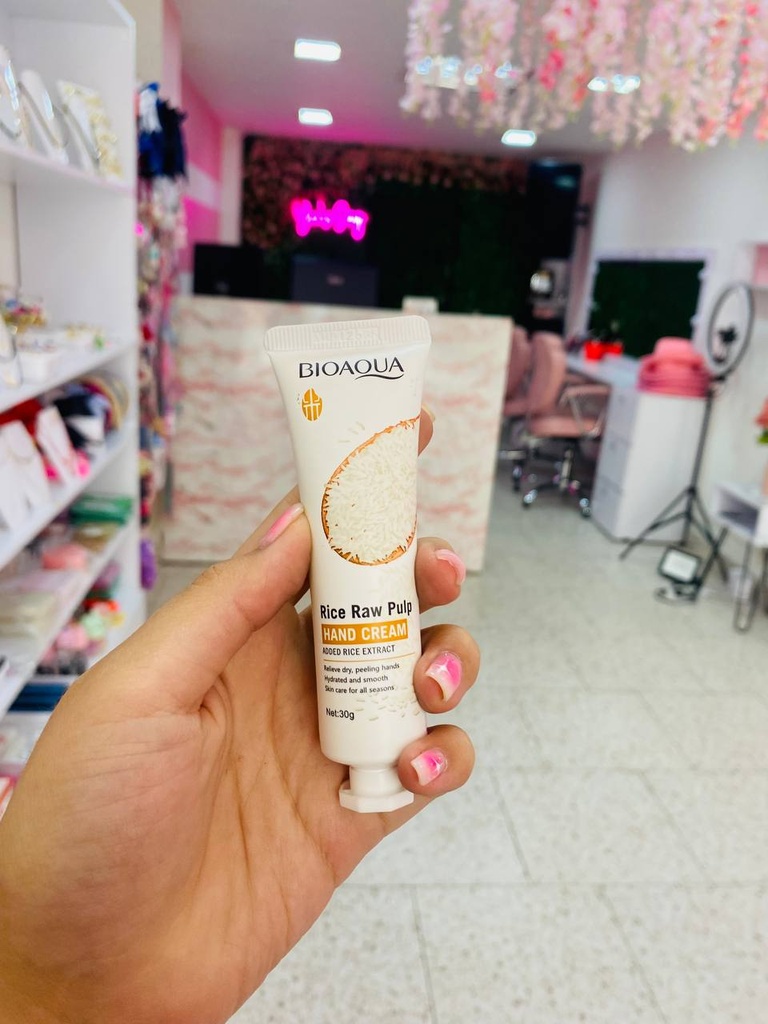 BIOAQUA
Rice Raw Pulp
HAND CREAM
ADDED RICE EXTRACT
Relieve dry, peeling hands
Hydrated and smooth
Skin care for all seasons
Net:30g